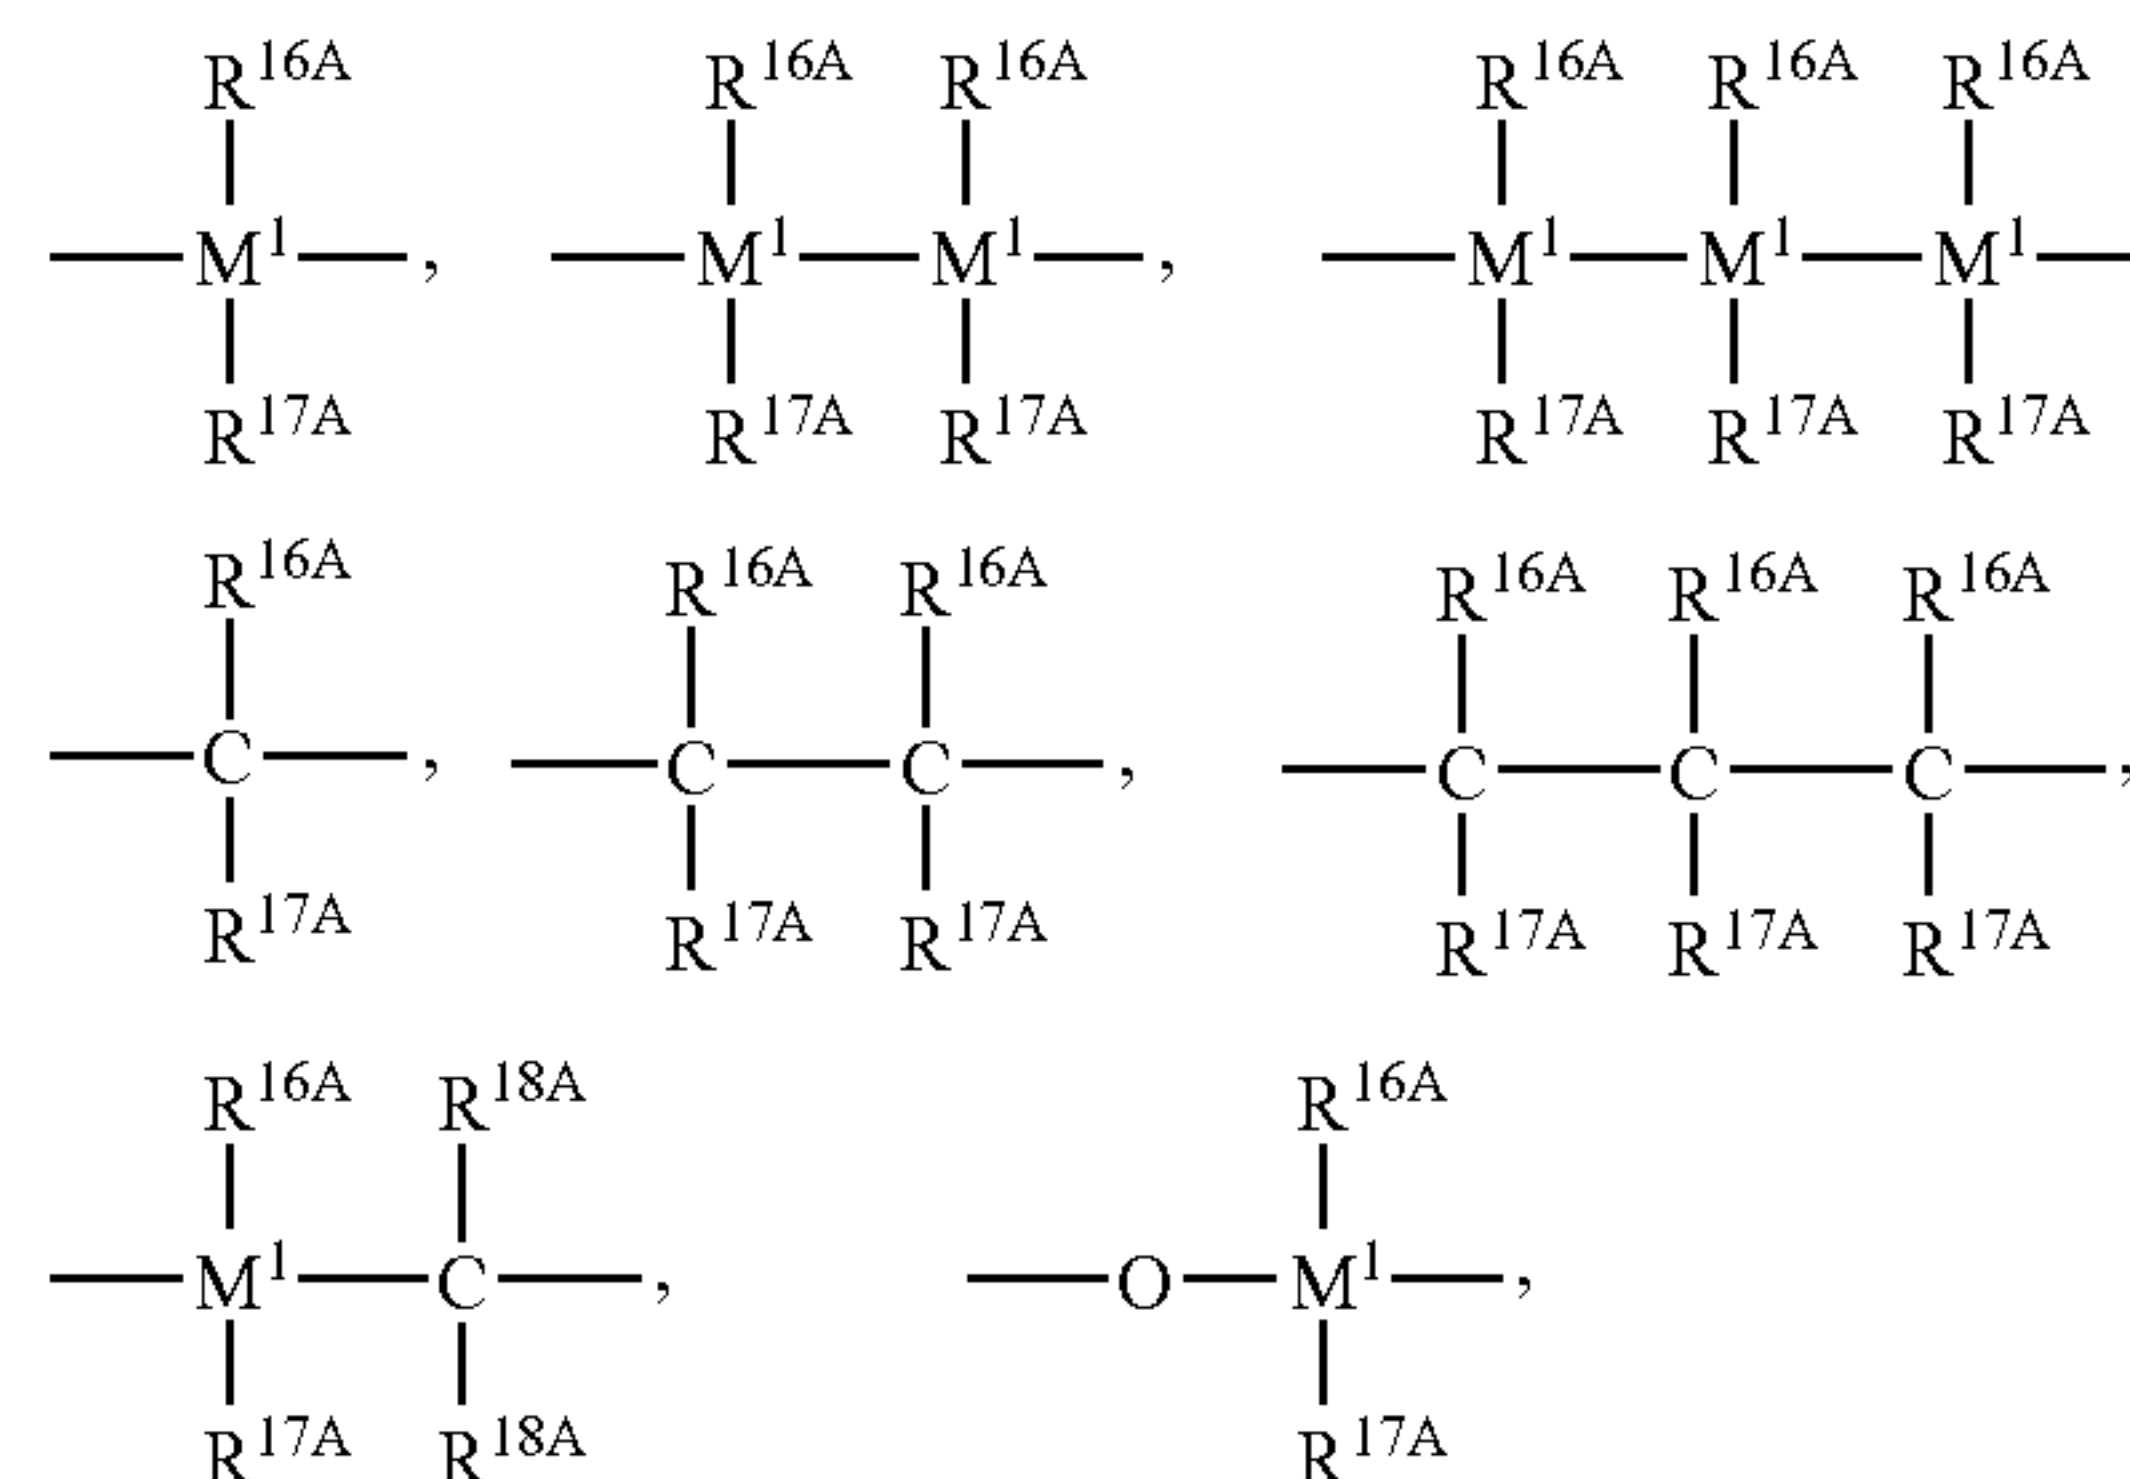 R16A R16A R16A R16A R16A R16A
—M1—, —M1—M1—, —M1—M1—M1—
R17A R17A R17A R17A R17A R17A
R16A R16A R16A R16A R16A R16A
—C—, —C—C—, —C—C—C—,
R17A R17A R17A R17A R17A R17A
R16A R18A R16A
—M1—C—, —O—M1—,
R17A R18A R17A